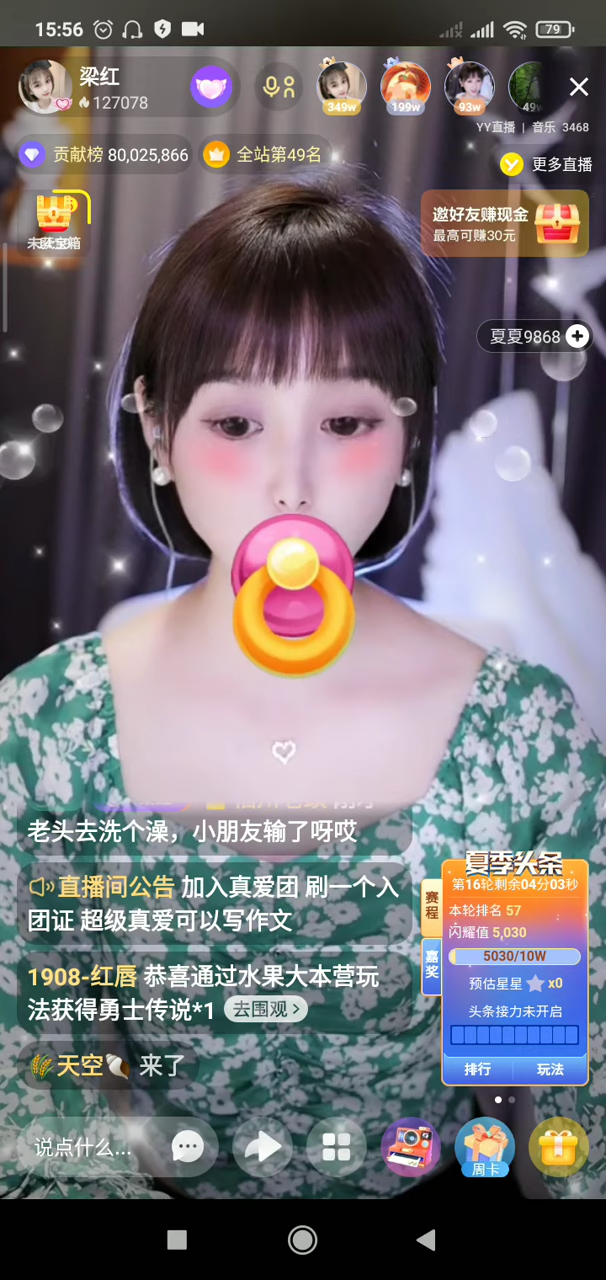 15:56
79
梁红
127078
349w
199w
93w
49w
YY直播 | 音乐 3468
贡献榜 80,025,866
全站第49名
更多直播
邀好友赚现金
最高可赚30元
夏夏9868
老头去洗个澡，小朋友输了呀哎
直播间公告 加入真爱团 刷一个入
团证 超级真爱可以写作文
1908-红唇 恭喜通过水果大本营玩
法获得勇士传说*1 去围观 >
天空 来了
夏季头条
第16轮剩余04分03秒
赛程
本轮排名 57
闪耀值 5,030
嘉奖
5030/10W
预估星星 x0
头条接力未开启
排行 玩法
说点什么...
周卡